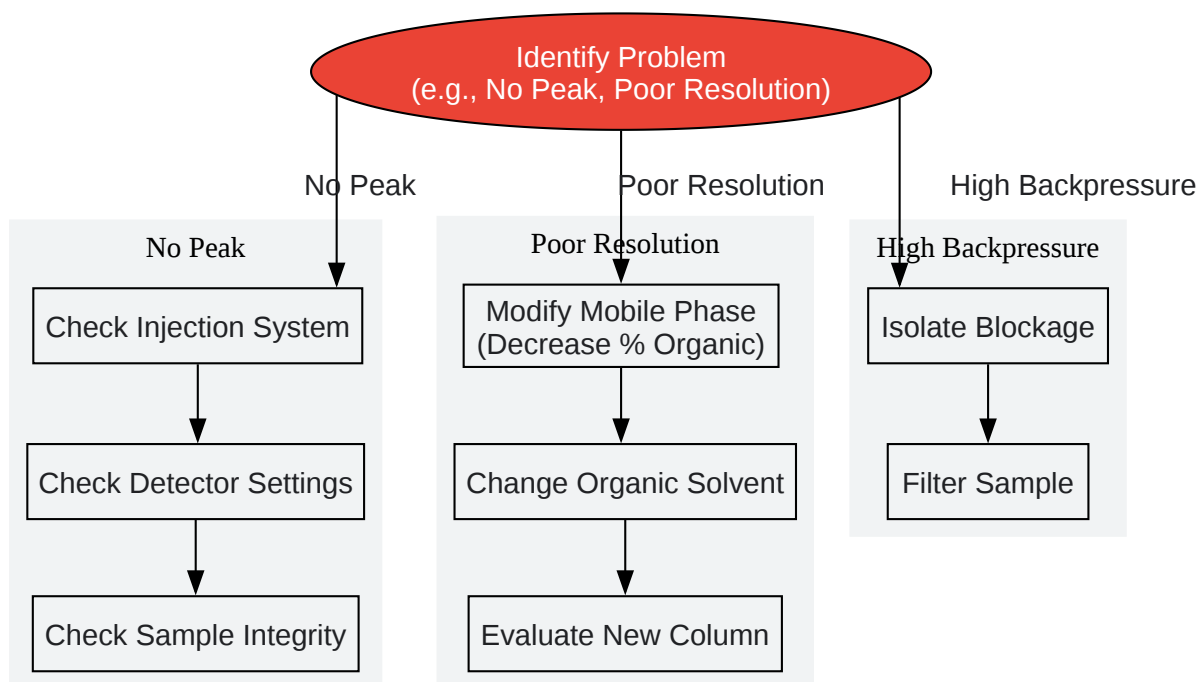 Identify Problem
(e.g., No Peak, Poor Resolution)
No Peak
Poor Resolution
High Backpressure
No Peak
Poor Resolution
High Backpressure
Check Injection System
Modify Mobile Phase
(Decrease % Organic)
Isolate Blockage
Check Detector Settings
Change Organic Solvent
Filter Sample
Check Sample Integrity
Evaluate New Column